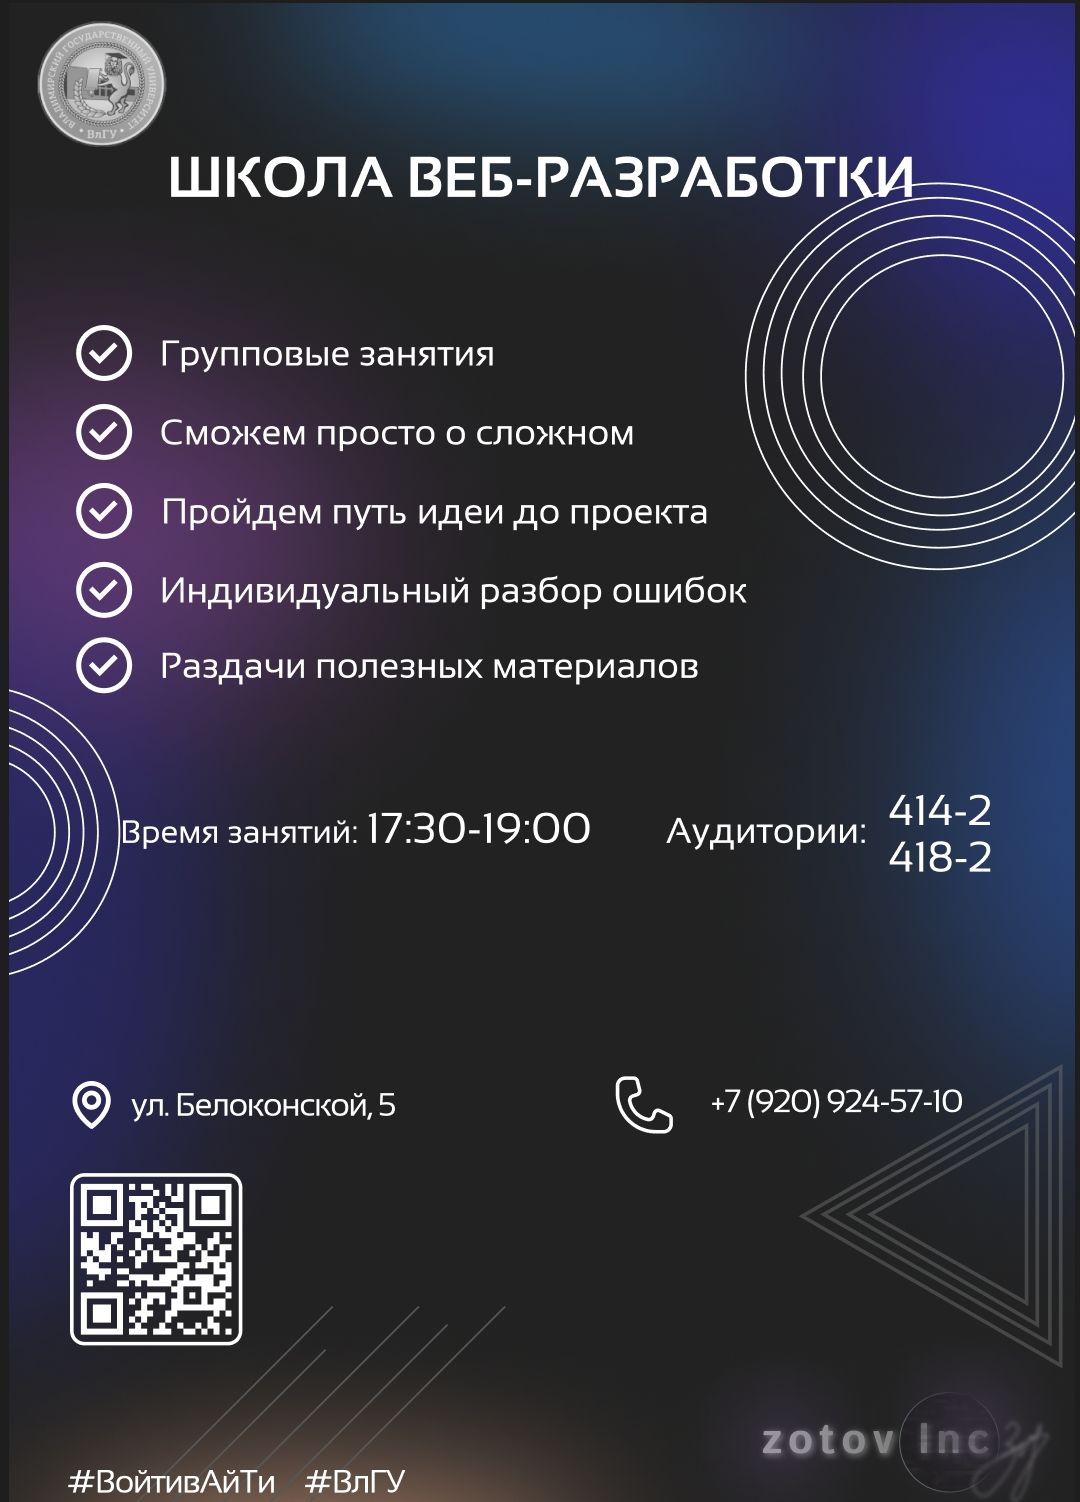 ВЛАДИМИРСКИЙ ГОСУДАРСТВЕННЫЙ УНИВЕРСИТЕТ
• ВлГУ •
ШКОЛА ВЕБ-РАЗРАБОТКИ
Групповые занятия
Сможем просто о сложном
Пройдем путь идеи до проекта
Индивидуальный разбор ошибок
Раздачи полезных материалов
Время занятий: 17:30-19:00
Аудитории: 414-2
418-2
ул. Белоконской, 5
+7 (920) 924-57-10
zotov Inc
#ВойтивАйТи #ВлГУ